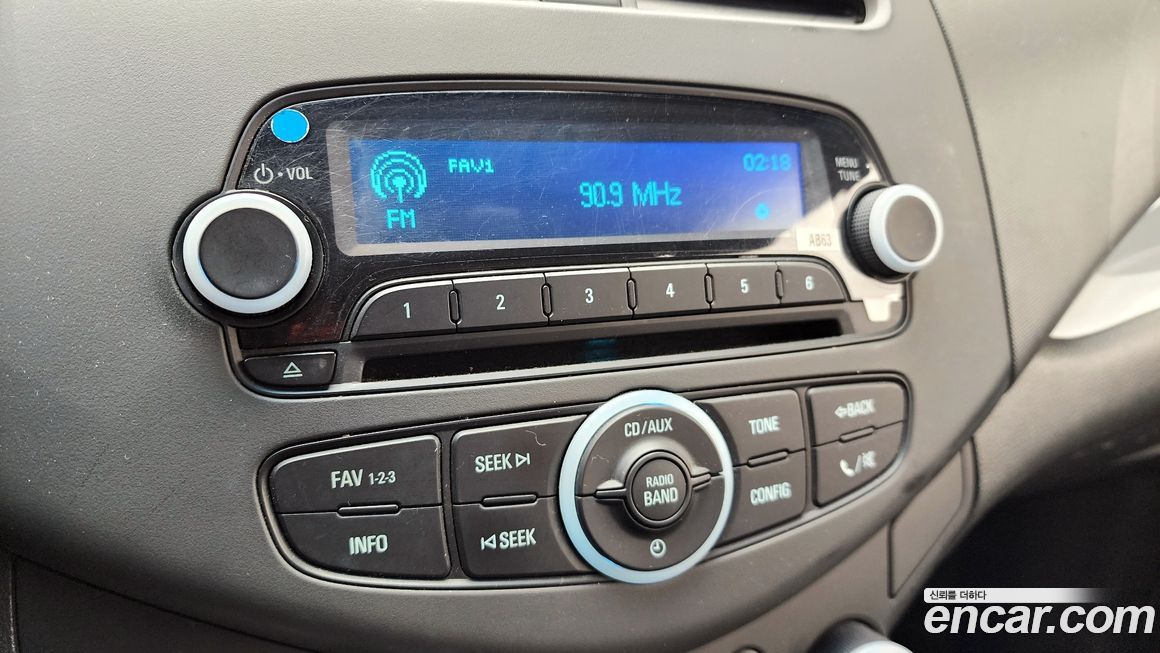 VOL
FAV1
02:18
MENU
TUNE
90.9 MHz
FM
AB63
1
2
3
4
5
6
CD/AUX
TONE
BACK
FAV 1-2-3
SEEK
RADIO
BAND
CONFIG
INFO
SEEK
신뢰를 더하다
encar.com